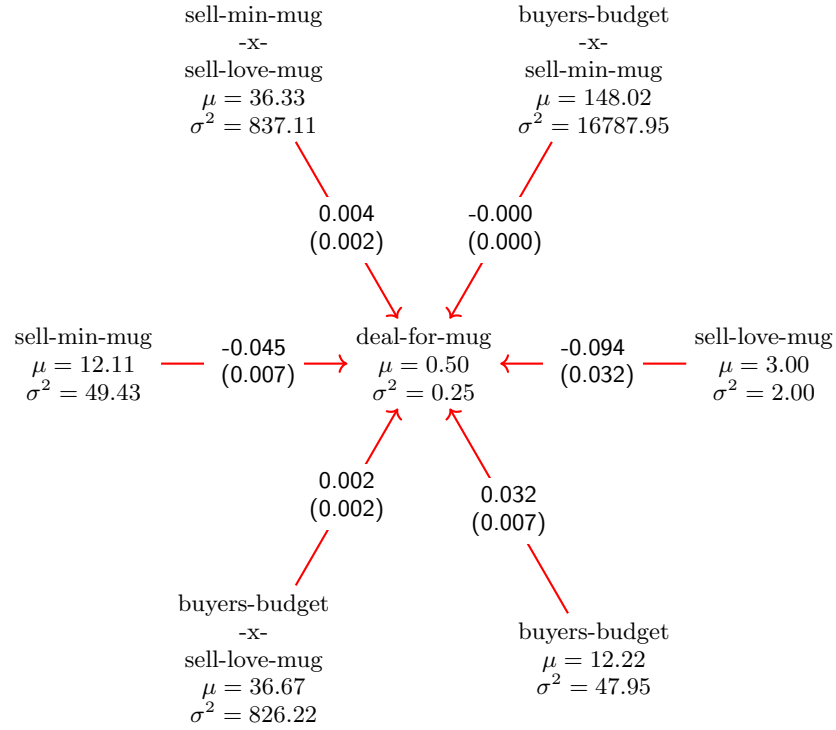 sell-min-mug
-x-
sell-love-mug
μ = 36.33
σ² = 837.11
buyers-budget
-x-
sell-min-mug
μ = 148.02
σ² = 16787.95
0.004
(0.002)
-0.000
(0.000)
sell-min-mug
μ = 12.11
σ² = 49.43
-0.045
(0.007)
deal-for-mug
μ = 0.50
σ² = 0.25
-0.094
(0.032)
sell-love-mug
μ = 3.00
σ² = 2.00
0.002
(0.002)
0.032
(0.007)
buyers-budget
-x-
sell-love-mug
μ = 36.67
σ² = 826.22
buyers-budget
μ = 12.22
σ² = 47.95